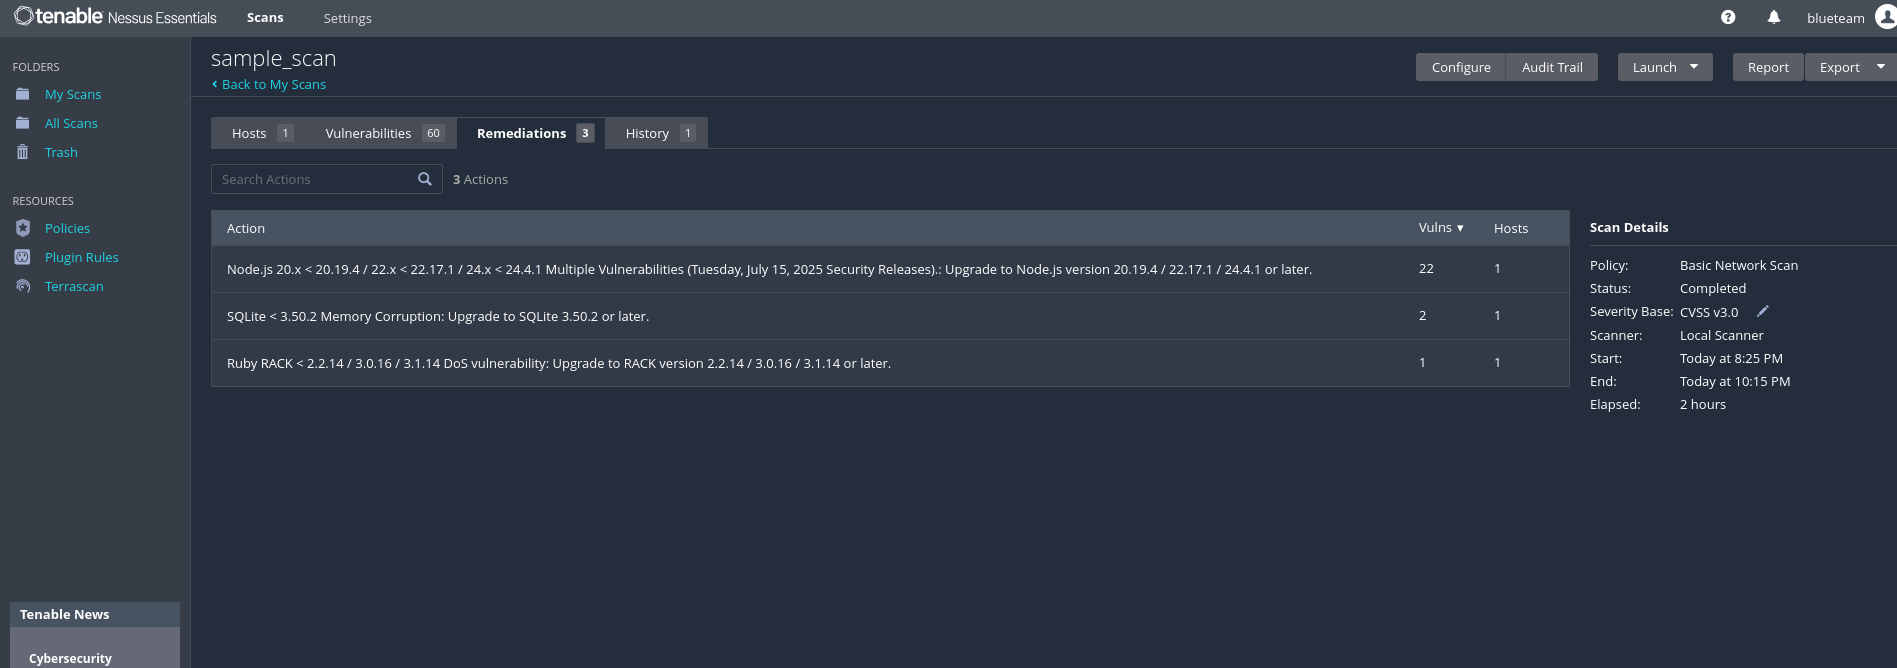 tenable Nessus Essentials Scans Settings blueteam
FOLDERS
My Scans
All Scans
Trash
RESOURCES
Policies
Plugin Rules
Terrascan
Tenable News
Cybersecurity
sample_scan
Back to My Scans
Configure Audit Trail Launch Report Export
Hosts 1 Vulnerabilities 60 Remediations 3 History 1
Search Actions 3 Actions
Action Vulns Hosts
Node.js 20.x < 20.19.4 / 22.x < 22.17.1 / 24.x < 24.4.1 Multiple Vulnerabilities (Tuesday, July 15, 2025 Security Releases).: Upgrade to Node.js version 20.19.4 / 22.17.1 / 24.4.1 or later. 22 1
SQLite < 3.50.2 Memory Corruption: Upgrade to SQLite 3.50.2 or later. 2 1
Ruby RACK < 2.2.14 / 3.0.16 / 3.1.14 DoS vulnerability: Upgrade to RACK version 2.2.14 / 3.0.16 / 3.1.14 or later. 1 1
Scan Details
Policy: Basic Network Scan
Status: Completed
Severity Base: CVSS v3.0
Scanner: Local Scanner
Start: Today at 8:25 PM
End: Today at 10:15 PM
Elapsed: 2 hours